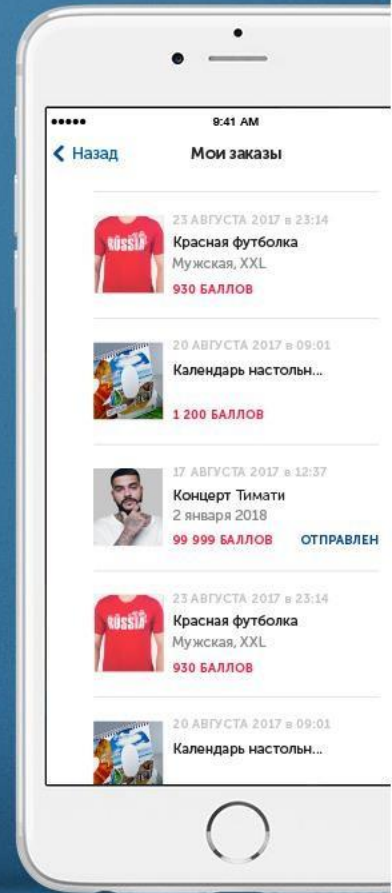 9:41 AM
Назад
Мои заказы
23 АВГУСТА 2017 в 23:14
Красная футболка
Мужская, XXL
930 БАЛЛОВ
RUSSIA
20 АВГУСТА 2017 в 09:01
Календарь настольн...
1 200 БАЛЛОВ
17 АВГУСТА 2017 в 12:37
Концерт Тимати
2 января 2018
99 999 БАЛЛОВ ОТПРАВЛЕН
23 АВГУСТА 2017 в 23:14
Красная футболка
Мужская, XXL
930 БАЛЛОВ
RUSSIA
20 АВГУСТА 2017 в 09:01
Календарь настольн...